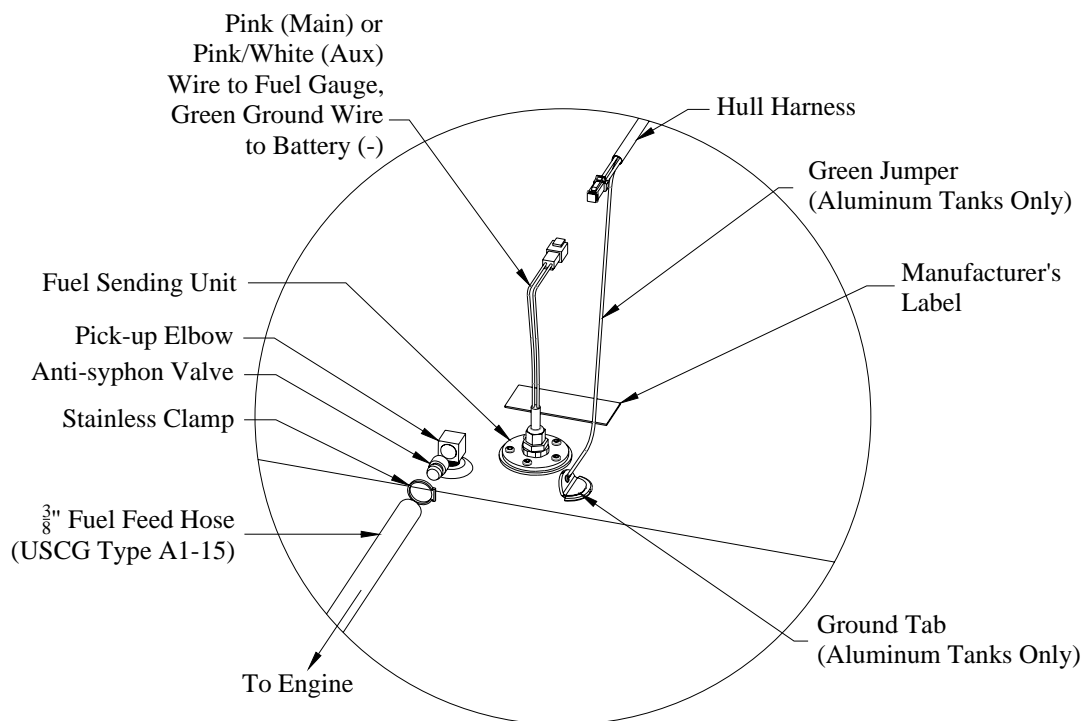 Pink (Main) or
Pink/White (Aux)
Wire to Fuel Gauge,
Green Ground Wire
to Battery (-)
Hull Harness
Green Jumper
(Aluminum Tanks Only)
Fuel Sending Unit
Manufacturer's
Label
Pick-up Elbow
Anti-syphon Valve
Stainless Clamp
3/8" Fuel Feed Hose
(USCG Type A1-15)
Ground Tab
(Aluminum Tanks Only)
To Engine